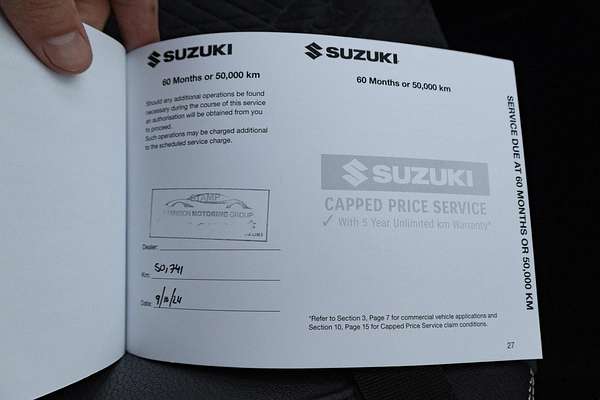 SUZUKI
60 Months or 50,000 km
Should any additional operations be found
necessary during the course of this service
an authorisation will be obtained from you
to proceed.
Such operations may be charged additional
to the scheduled service charge.
STAMP
MOTORING GROUP
Dealer:
Km: 50,741
Date: 9/10/24
SUZUKI
60 Months or 50,000 km
SUZUKI
CAPPED PRICE SERVICE
✓ With 5 Year Unlimited km Warranty*
*Refer to Section 3, Page 7 for commercial vehicle applications and
Section 10, Page 15 for Capped Price Service claim conditions.
27
SERVICE DUE AT 60 MONTHS OR 50,000 KM